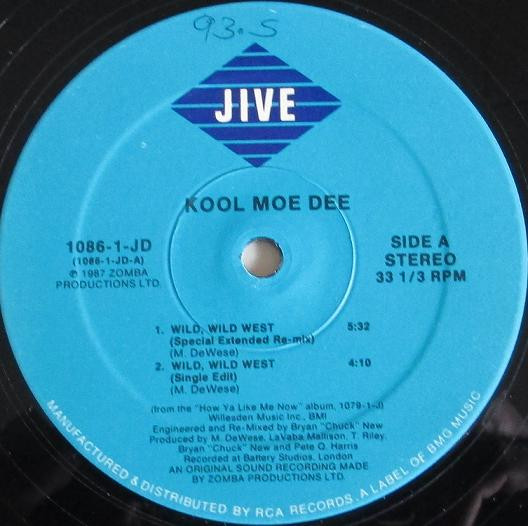 93.5
JIVE
KOOL MOE DEE
1086-1-JD
(1086-1-JD-A)
℗ 1987 ZOMBA
PRODUCTIONS LTD.
SIDE A
STEREO
33 1/3 RPM
1. WILD, WILD WEST 5:32
(Special Extended Re-mix)
(M. DeWese)
2. WILD, WILD WEST 4:10
(Single Edit)
(M. DeWese)
(from the "How Ya Like Me Now" album, 1079-1-J)
Willesden Music Inc., BMI
Engineered and Re-Mixed by Bryan "Chuck" New
Produced by M. DeWese, LaVaba Mallison, T. Riley,
Bryan "Chuck" New and Pete Q. Harris
Recorded at Battery Studios, London
AN ORIGINAL SOUND RECORDING MADE
BY ZOMBA PRODUCTIONS LTD.
MANUFACTURED & DISTRIBUTED BY RCA RECORDS. A LABEL OF BMG MUSIC